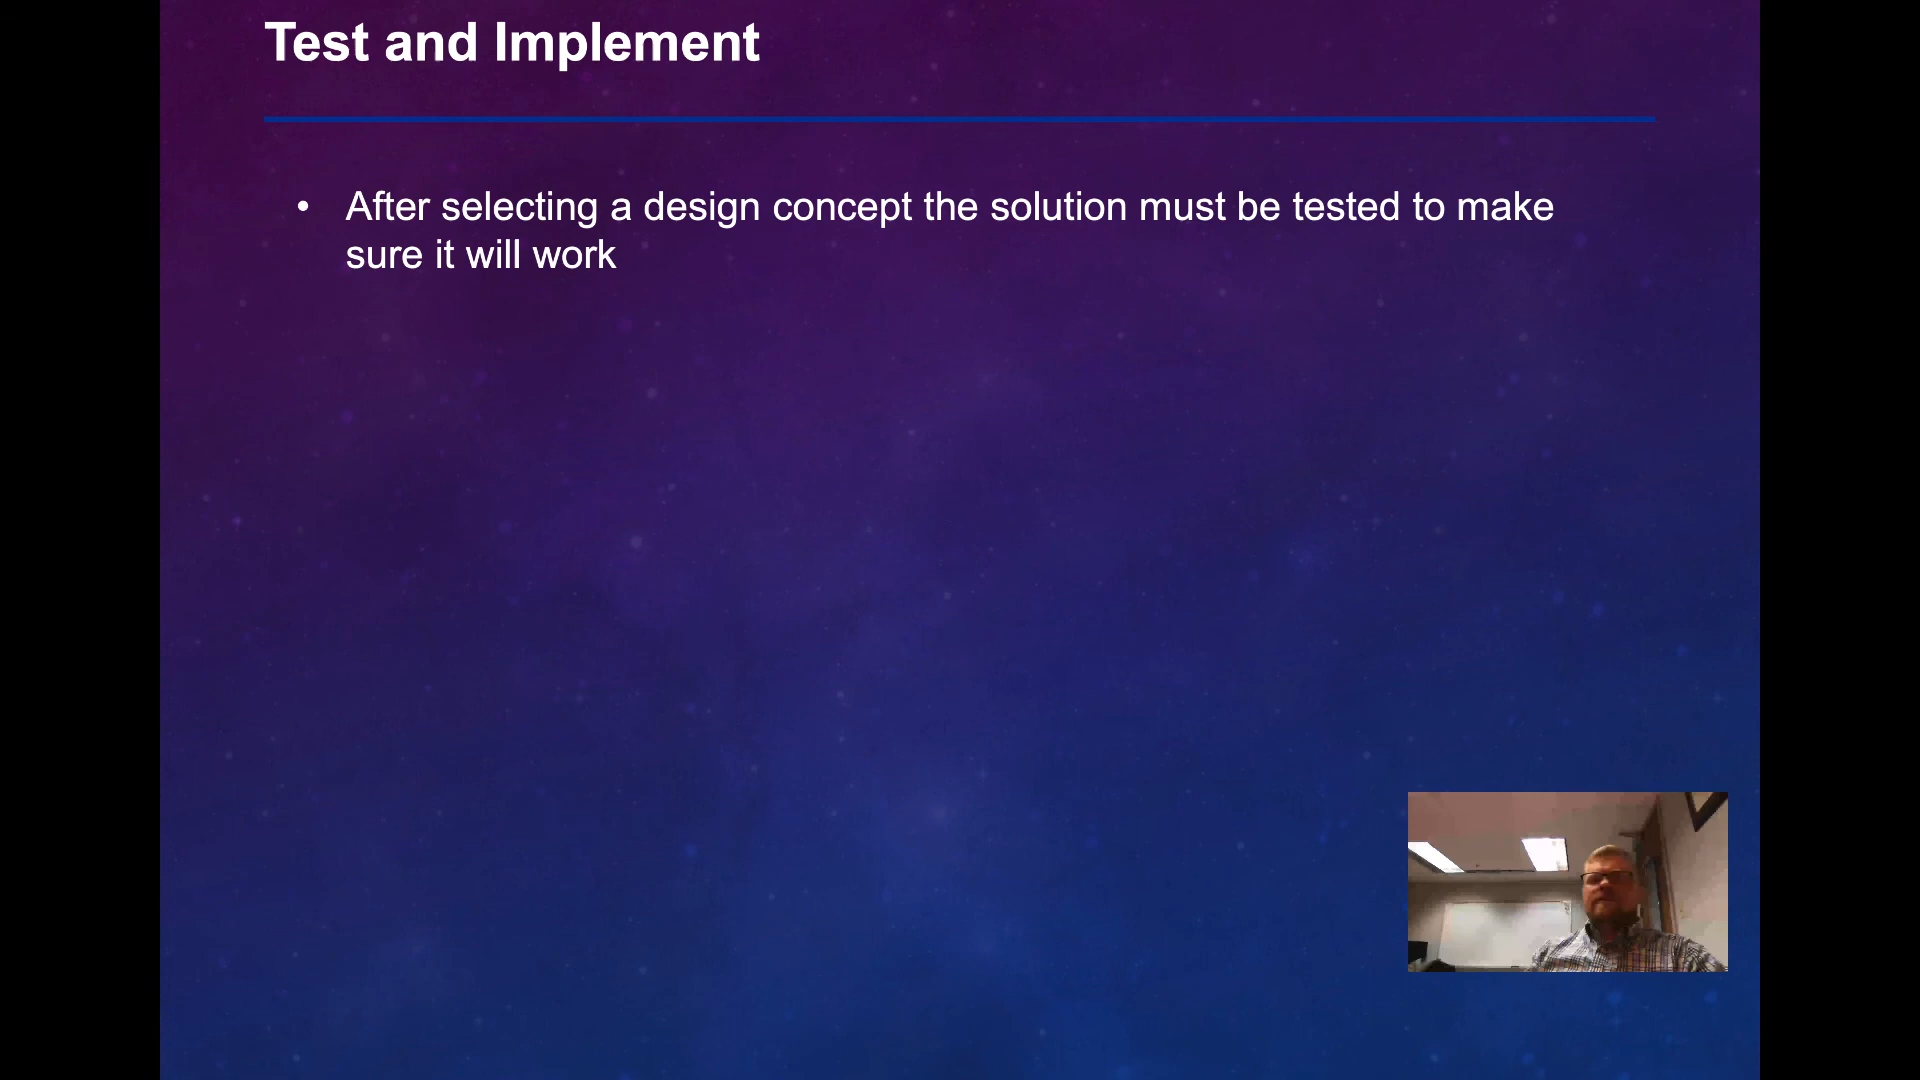 Test and Implement
• After selecting a design concept the solution must be tested to make
sure it will work